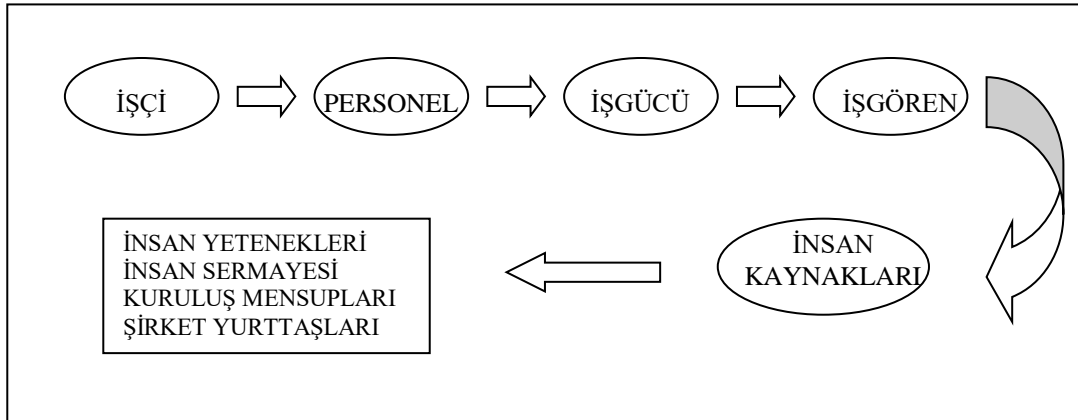 İŞÇİ
PERSONEL
İŞGÜCÜ
İŞGÖREN
İNSAN
KAYNAKLARI
İNSAN YETENEKLERİ
İNSAN SERMAYESİ
KURULUŞ MENSUPLARI
ŞİRKET YURTTAŞLARI